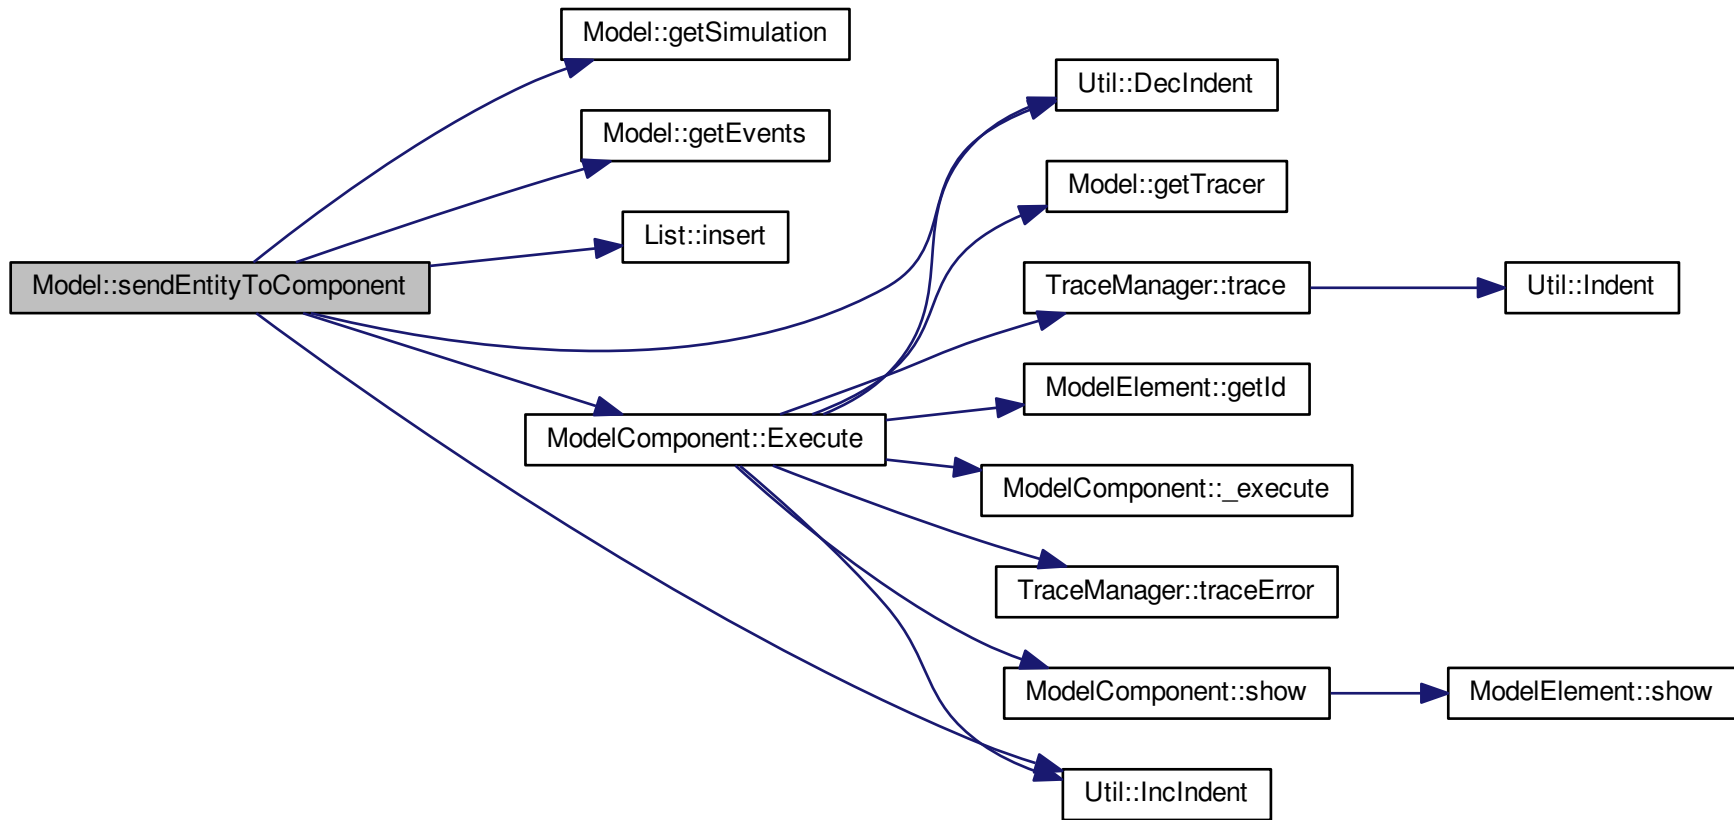 Model::getSimulation
Util::DecIndent
Model::getEvents
Model::getTracer
List::insert
Model::sendEntityToComponent
TraceManager::trace
Util::Indent
ModelElement::getId
ModelComponent::Execute
ModelComponent::_execute
TraceManager::traceError
ModelComponent::show
ModelElement::show
Util::IncIndent